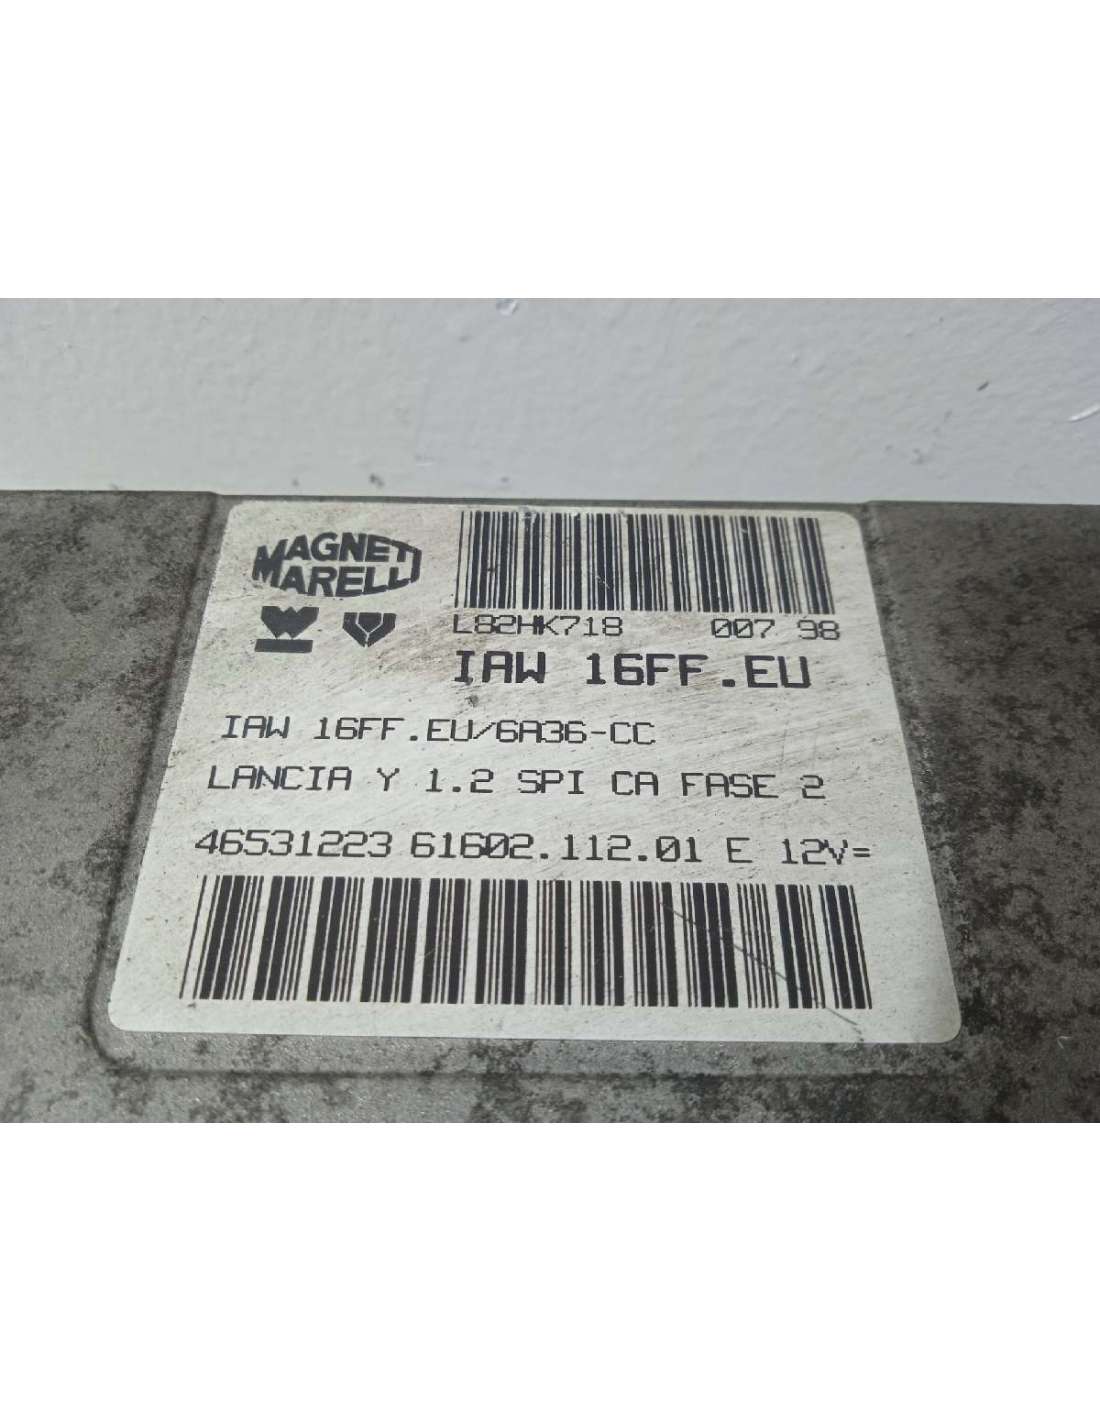 MAGNETI
MARELLI
L82HK718 007 98
IAW 16FF.EU
IAW 16FF.EU/6A36-CC
LANCIA Y 1.2 SPI CA FASE 2
46531223 61602.112.01 E 12V=